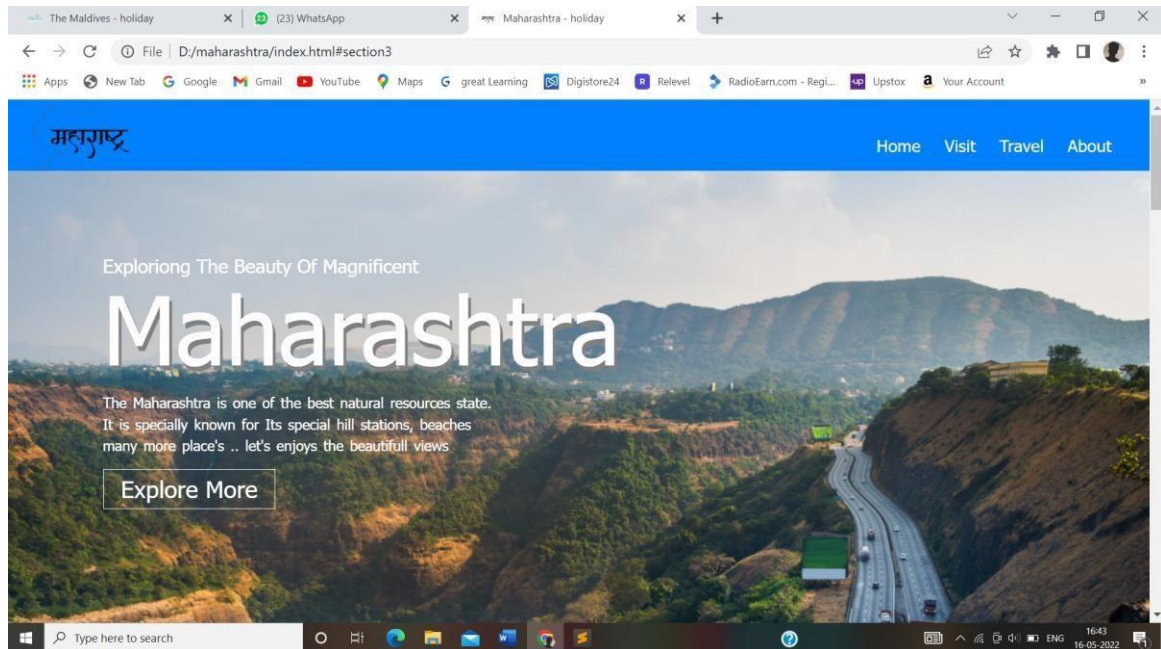 The Maldives - holiday
(23) WhatsApp
Maharashtra - holiday
File D:/maharashtra/index.html#section3
Apps New Tab Google Gmail YouTube Maps great Learning Digistore24 Relevel RadioEarn.com - Regi... Upstox Your Account
महाराष्ट्र
Home Visit Travel About
Exploriong The Beauty Of Magnificent
Maharashtra
The Maharashtra is one of the best natural resources state.
It is specially known for Its special hill stations, beaches
many more place's .. let's enjoys the beautifull views
Explore More
Type here to search
ENG
16:43
16-05-2022